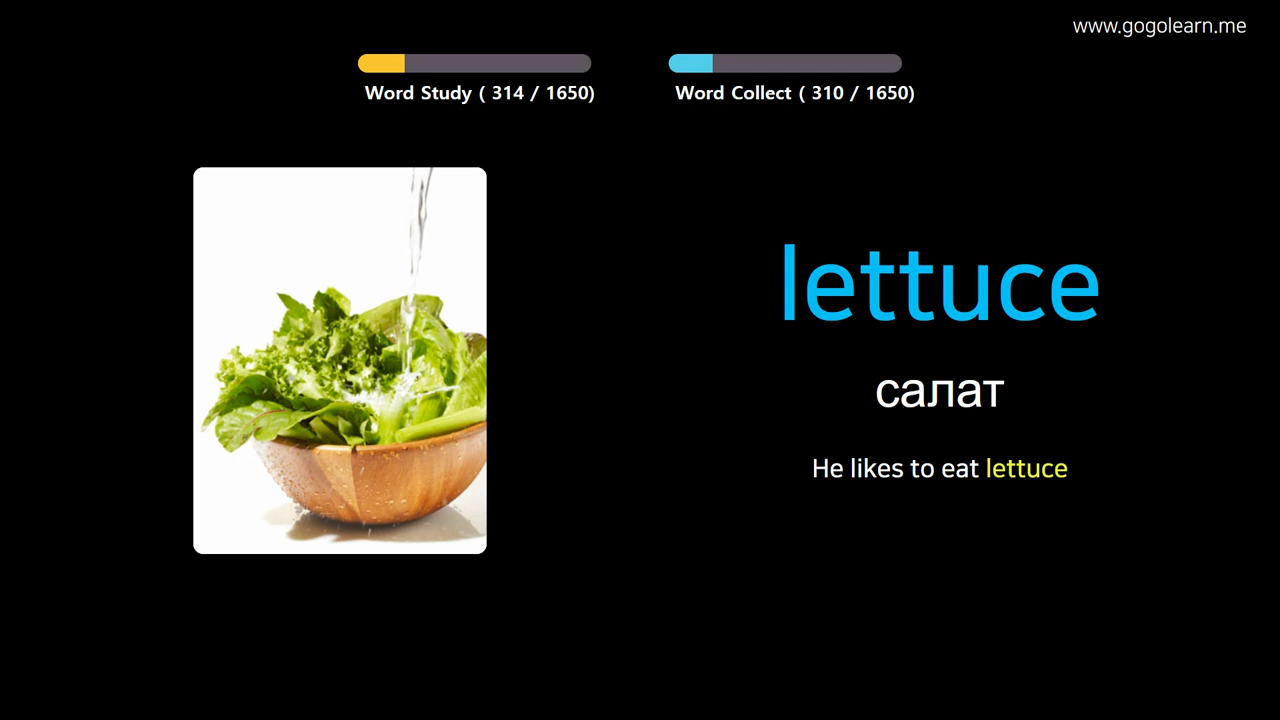 www.gogolearn.me
Word Study ( 314 / 1650)
Word Collect ( 310 / 1650)
lettuce
салат
He likes to eat lettuce